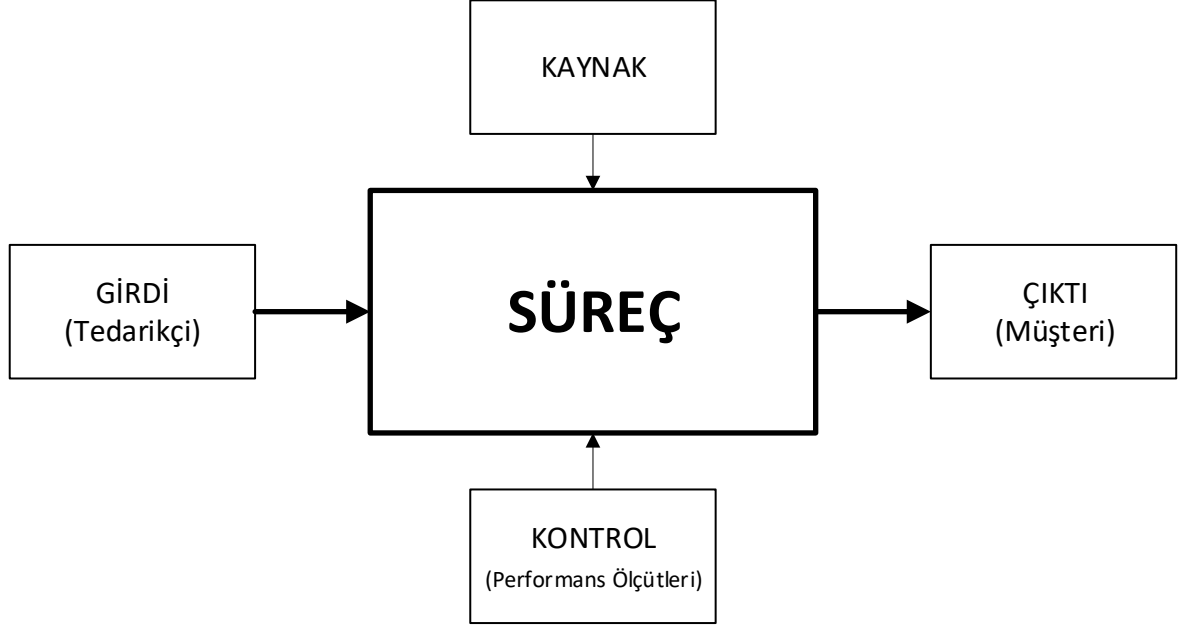 KAYNAK
GİRDİ
(Tedarikçi)
SÜREÇ
ÇIKTI
(Müşteri)
KONTROL
(Performans Ölçütleri)